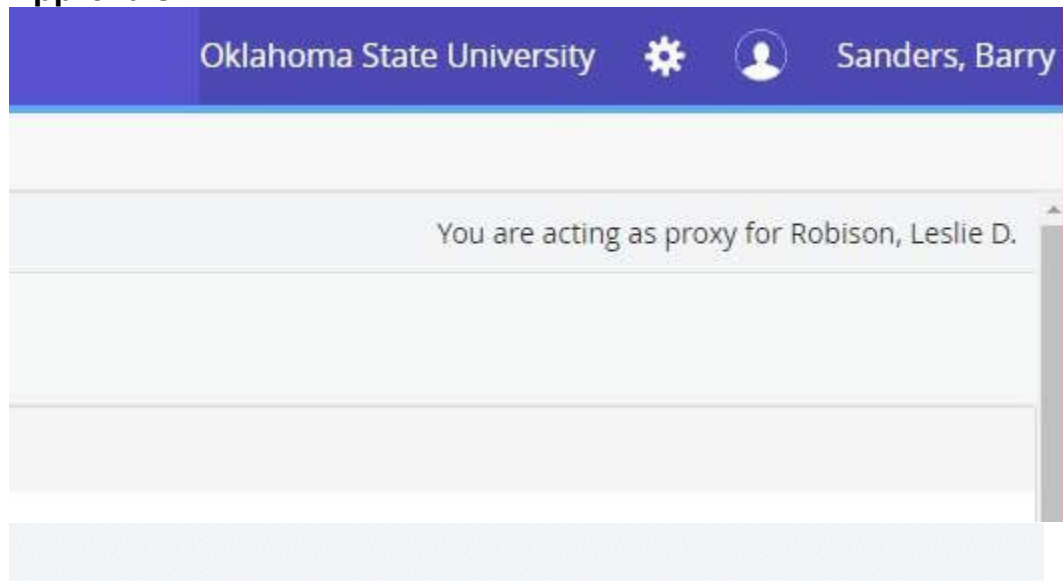 Oklahoma State University Sanders, Barry
You are acting as proxy for Robison, Leslie D.